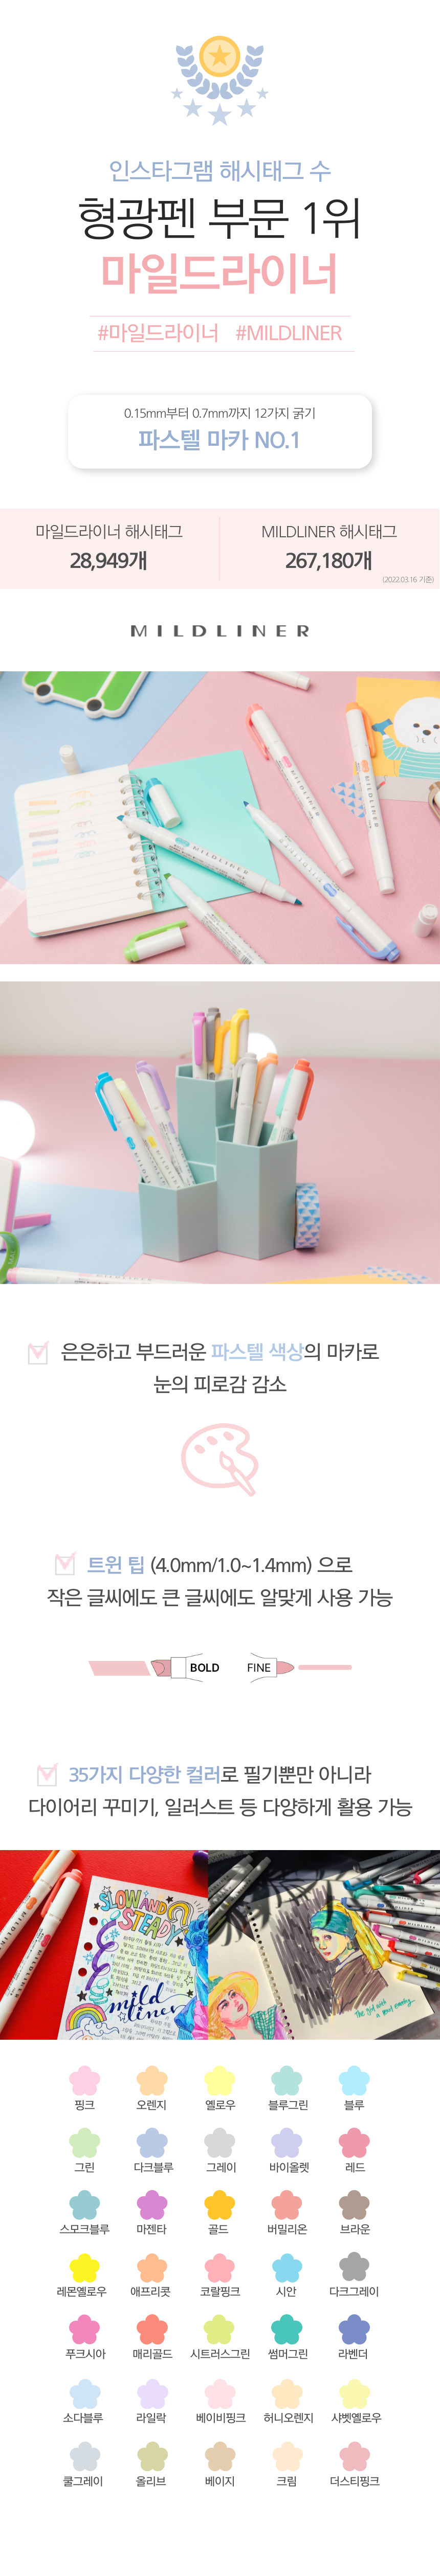 인스타그램 해시태그 수
형광펜 부문 1위
마일드라이너
#마일드라이너 #MILDLINER
0.15mm부터 0.7mm까지 12가지 굵기
파스텔 마카 NO.1
마일드라이너 해시태그
28,949개
MILDLINER 해시태그
267,180개
(2022.03.16 기준)
MILDLINER
MILDLINER
MILDLINER
MILDLINER
은은하고 부드러운 파스텔 색상의 마카로
눈의 피로감 감소
트윈 팁 (4.0mm/1.0~1.4mm) 으로
작은 글씨에도 큰 글씨에도 알맞게 사용 가능
BOLD FINE
35가지 다양한 컬러로 필기뿐만 아니라
다이어리 꾸미기, 일러스트 등 다양하게 활용 가능
SLOW AND
STEADY
mild
liner
The girl with a pearl earring
핑크 오렌지 옐로우 블루그린 블루
그린 다크블루 그레이 바이올렛 레드
스모크블루 마젠타 골드 버밀리온 브라운
레몬옐로우 애프리콧 코랄핑크 시안 다크그레이
푸크시아 매리골드 시트러스그린 썸머그린 라벤더
소다블루 라일락 베이비핑크 허니오렌지 샤벳옐로우
쿨그레이 올리브 베이지 크림 더스티핑크